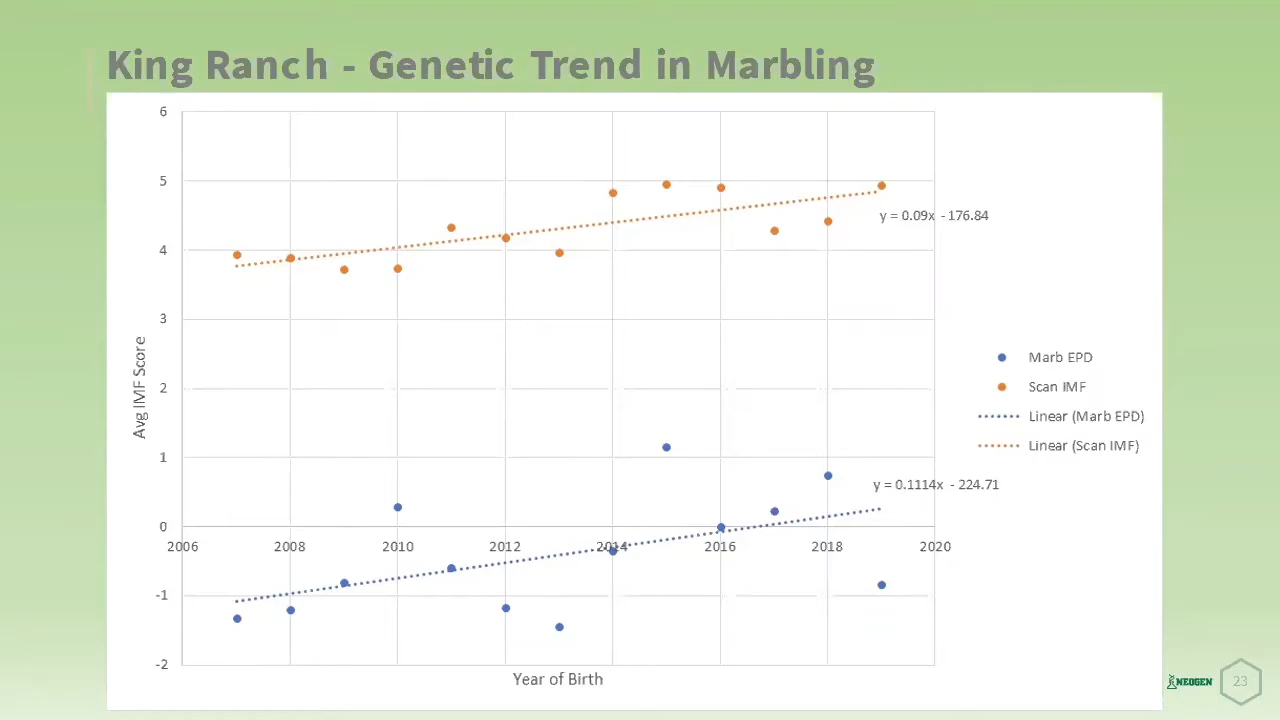 King Ranch - Genetic Trend in Marbling
6
5
4
3
2
1
0
-1
-2
Avg IMF Score
2006 2008 2010 2012 2014 2016 2018 2020
Year of Birth
y = 0.09x - 176.84
y = 0.1114x - 224.71
Marb EPD
Scan IMF
Linear (Marb EPD)
Linear (Scan IMF)
NEOGEN
23